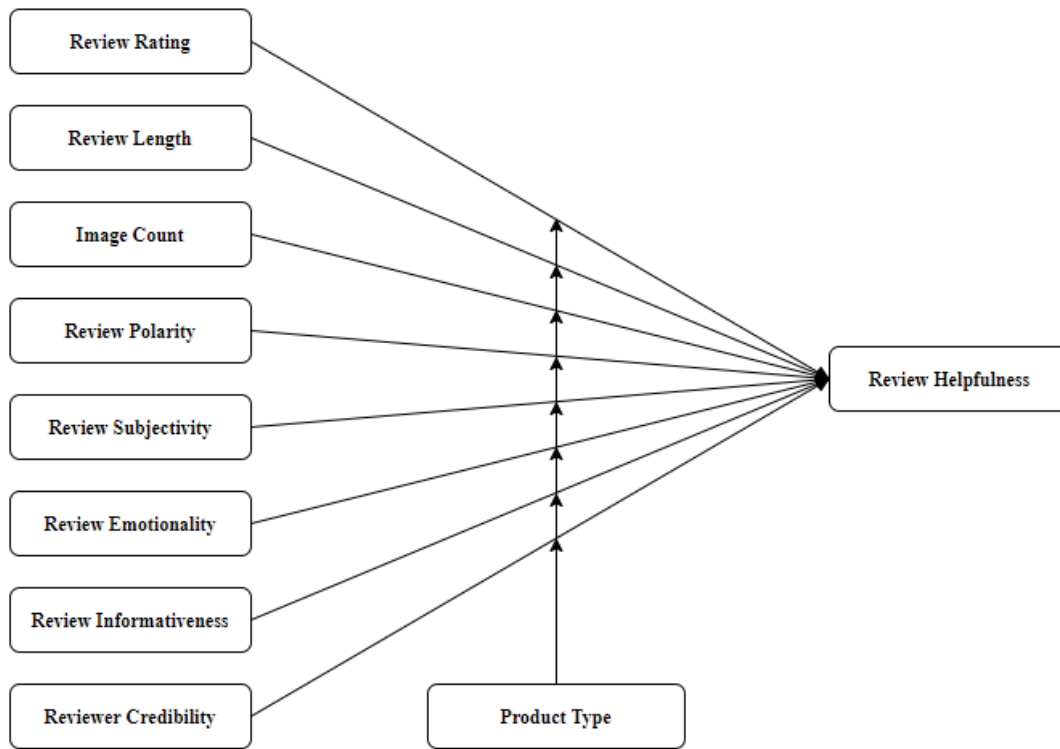 Review Rating
Review Length
Image Count
Review Polarity
Review Helpfulness
Review Subjectivity
Review Emotionality
Review Informativeness
Reviewer Credibility
Product Type